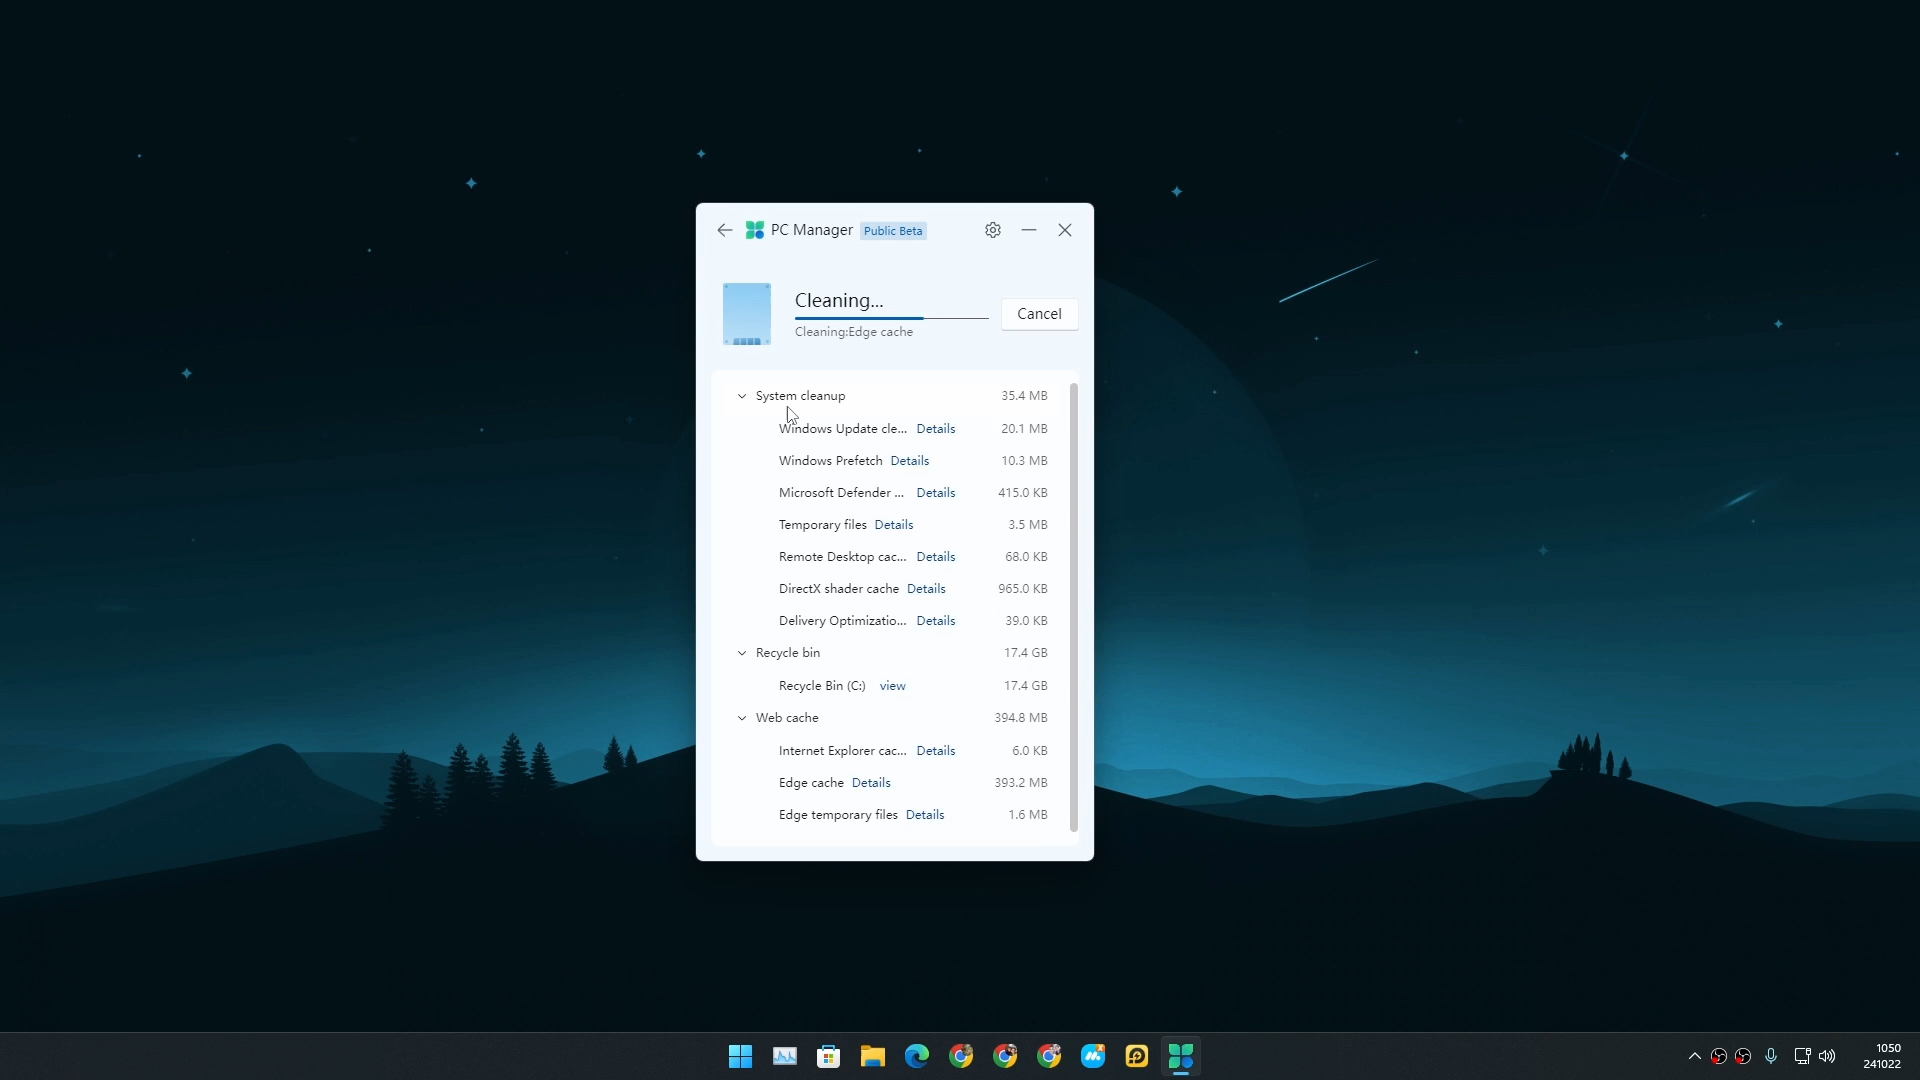 PC Manager Public Beta
Cleaning...
Cancel
Cleaning:Edge cache
System cleanup 35.4 MB
Windows Update cle... Details 20.1 MB
Windows Prefetch Details 10.3 MB
Microsoft Defender ... Details 415.0 KB
Temporary files Details 3.5 MB
Remote Desktop cac... Details 68.0 KB
DirectX shader cache Details 965.0 KB
Delivery Optimizatio... Details 39.0 KB
Recycle bin 17.4 GB
Recycle Bin (C:) view 17.4 GB
Web cache 394.8 MB
Internet Explorer cac... Details 6.0 KB
Edge cache Details 393.2 MB
Edge temporary files Details 1.6 MB
1050
241022